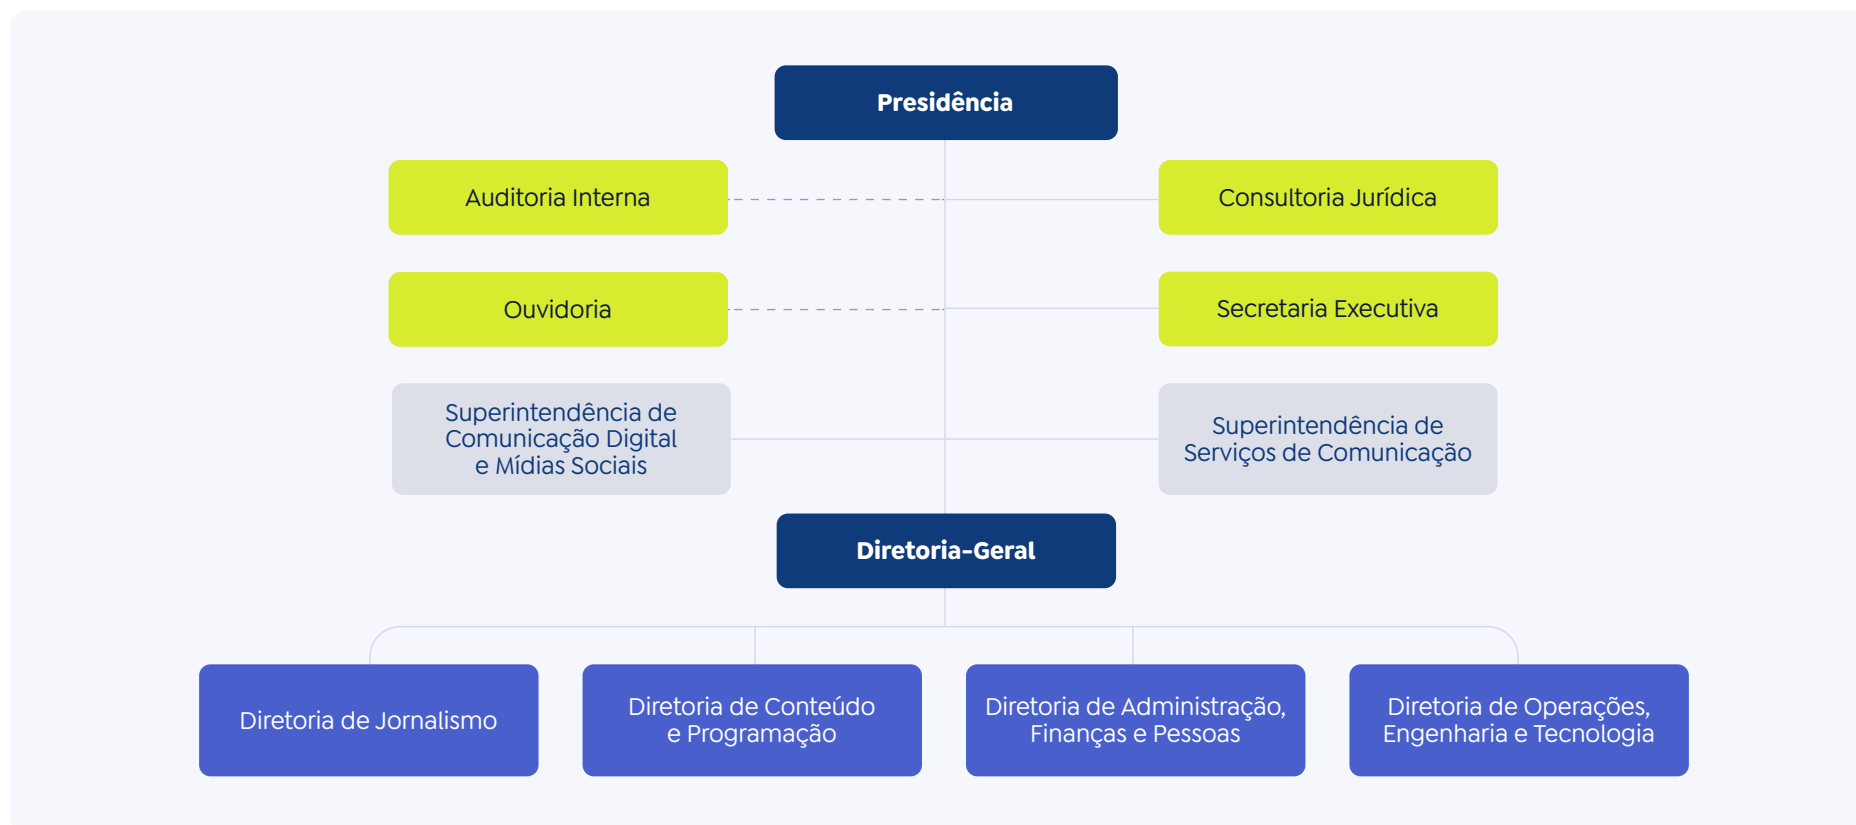 Presidência
Auditoria Interna
Consultoria Jurídica
Ouvidoria
Secretaria Executiva
Superintendência de
Comunicação Digital
e Mídias Sociais
Superintendência de
Serviços de Comunicação
Diretoria-Geral
Diretoria de Jornalismo
Diretoria de Conteúdo
e Programação
Diretoria de Administração,
Finanças e Pessoas
Diretoria de Operações,
Engenharia e Tecnologia